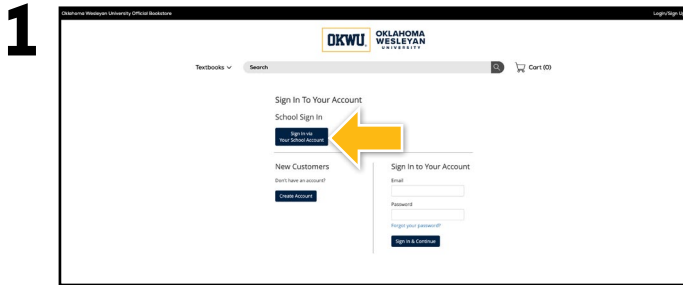 1
Oklahoma Wesleyan University Official Bookstore
Login/Sign U
OKWU. OKLAHOMA
WESLEYAN
UNIVERSITY
Textbooks
Search
Cart (0)
Sign In To Your Account
School Sign In
Sign In via
Your School Account
New Customers
Don't have an account?
Create Account
Sign In to Your Account
Email
Password
Forgot your password?
Sign In & Continue